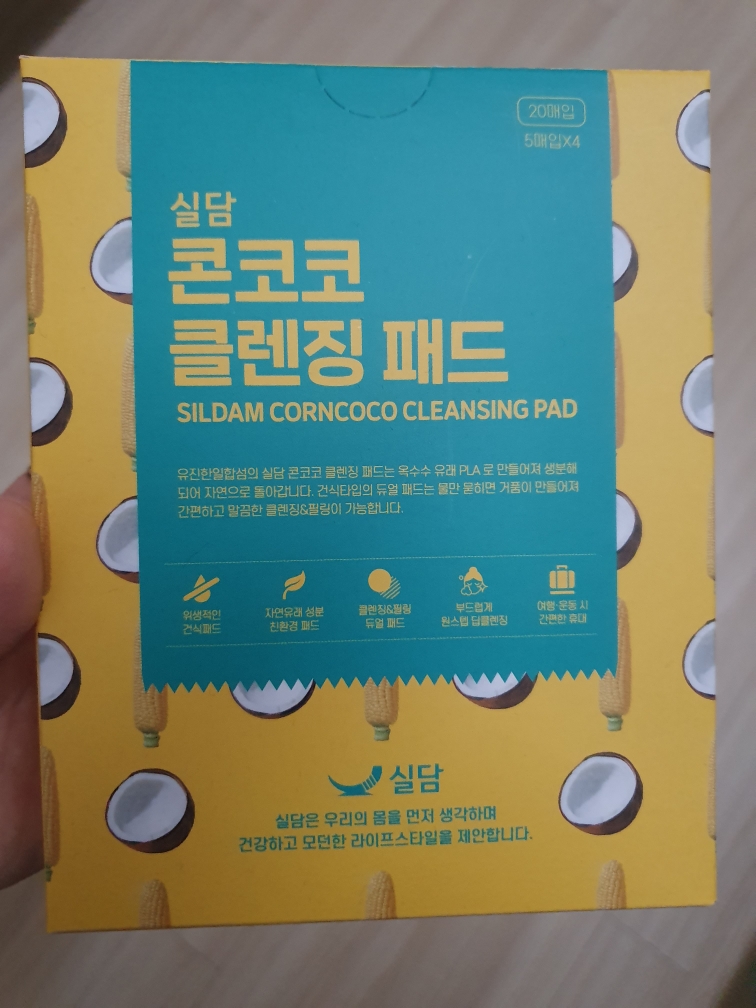 20매입
5매입X4
실담
콘코코
클렌징 패드
SILDAM CORNCOCO CLEANSING PAD
유진한일합섬의 실담 콘코코 클렌징 패드는 옥수수 유래 PLA 로 만들어져 생분해
되어 자연으로 돌아갑니다. 건식타입의 듀얼 패드는 물만 묻히면 거품이 만들어져
간편하고 말끔한 클렌징&필링이 가능합니다.
위생적인
건식패드
자연유래 성분
친환경 패드
클렌징&필링
듀얼 패드
부드럽게
원스텝 딥클렌징
여행·운동 시
간편한 휴대
실담
실담은 우리의 몸을 먼저 생각하며
건강하고 모던한 라이프스타일을 제안합니다.